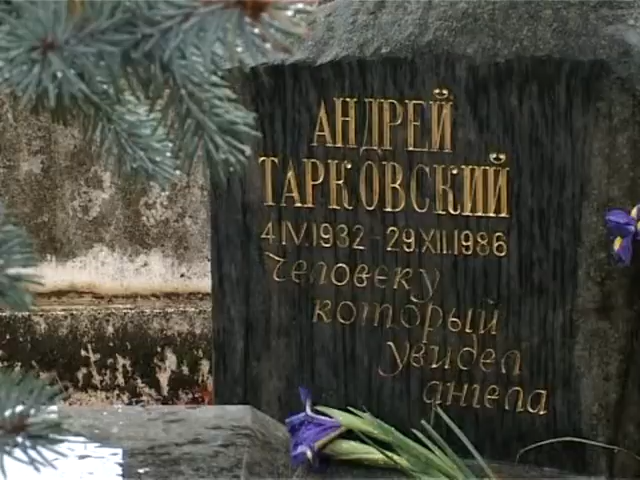 АНДРЕЙ
ТАРКОВСКИЙ
4.IV.1932 - 29.XII.1986
Человеку
который
увидел
ангела